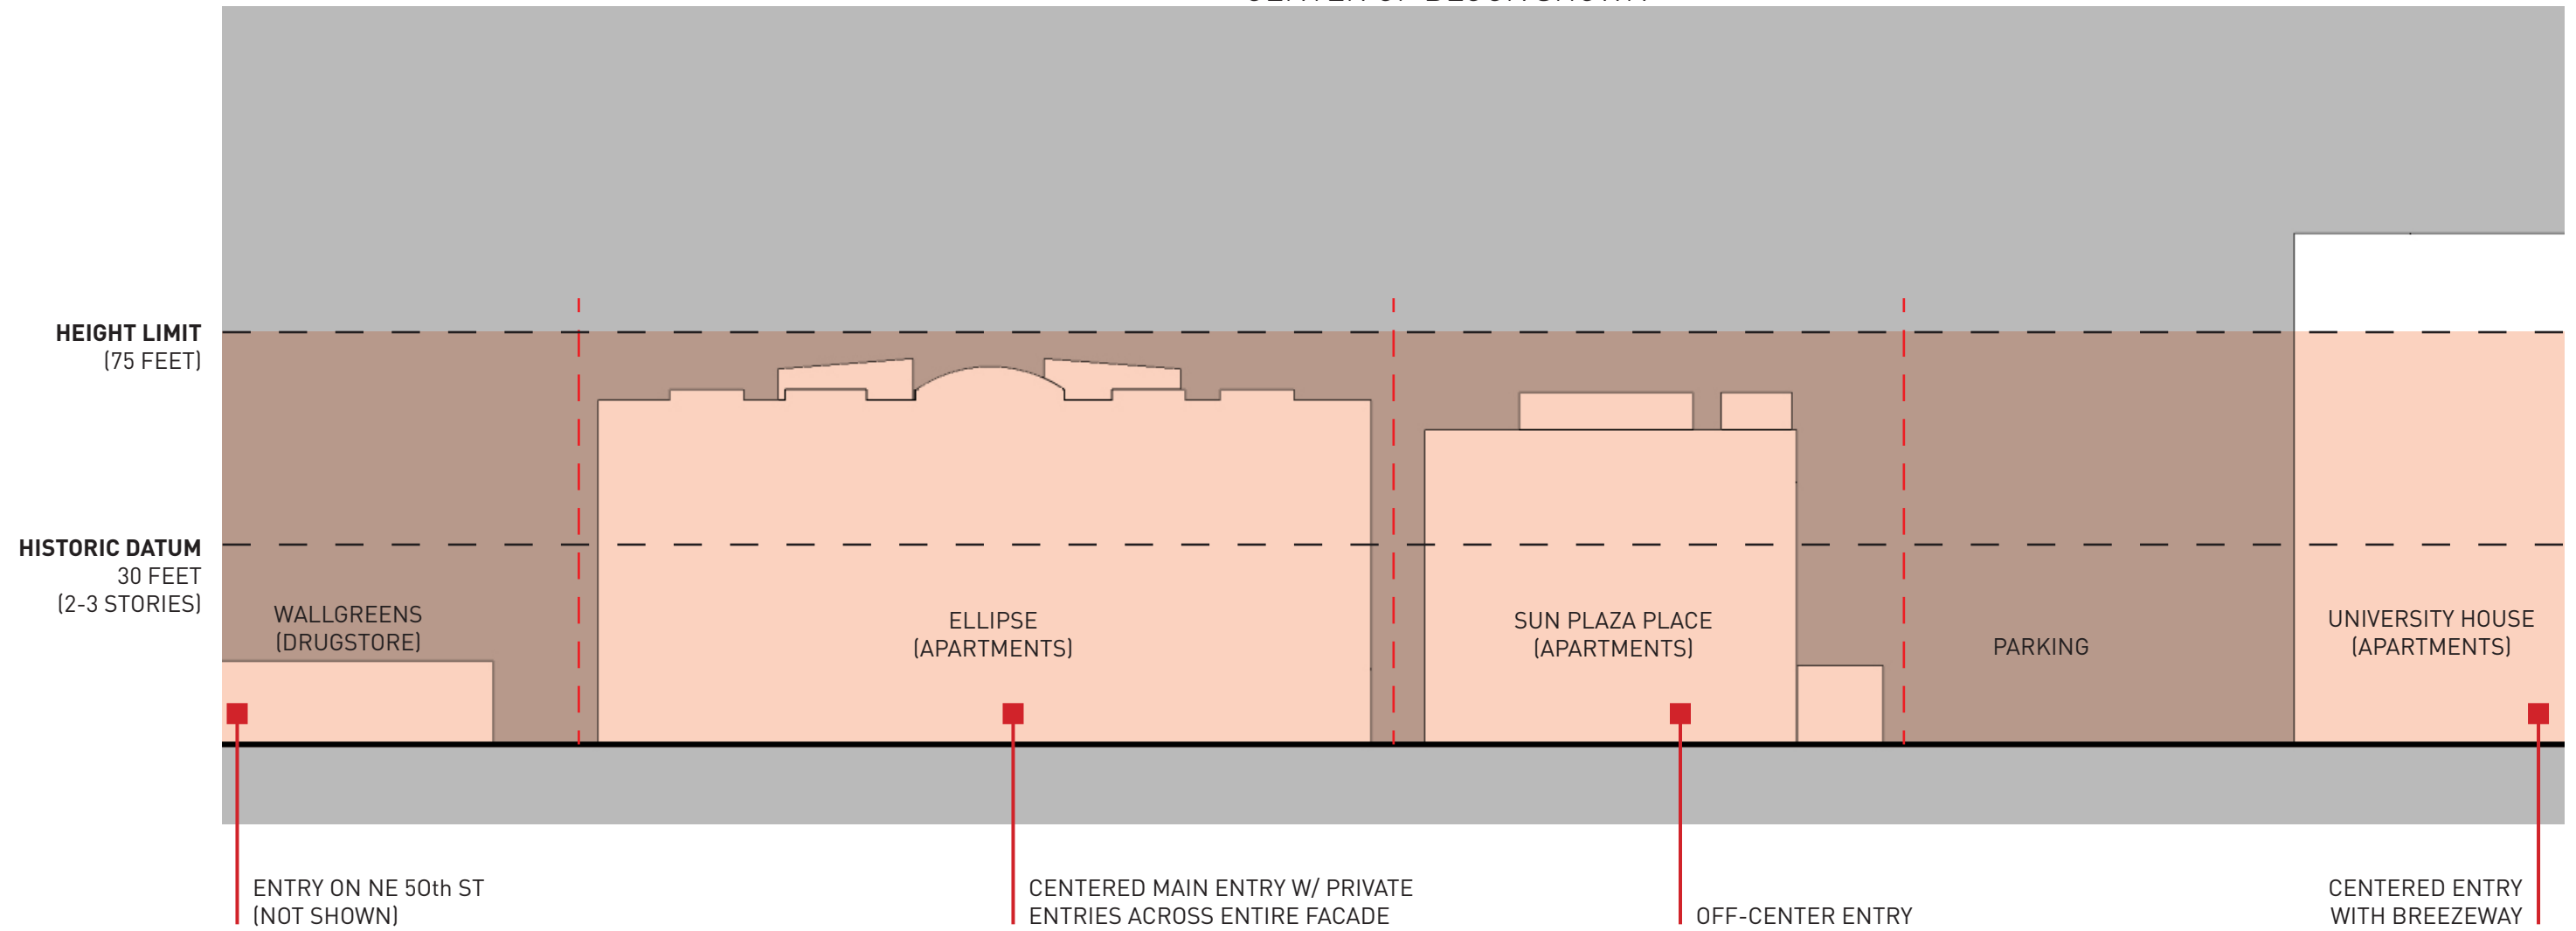 HEIGHT LIMIT
(75 FEET)
HISTORIC DATUM
30 FEET
(2-3 STORIES)
WALLGREENS
(DRUGSTORE)
ELLIPSE
(APARTMENTS)
SUN PLAZA PLACE
(APARTMENTS)
PARKING
UNIVERSITY HOUSE
(APARTMENTS)
ENTRY ON NE 50th ST
(NOT SHOWN)
CENTERED MAIN ENTRY W/ PRIVATE
ENTRIES ACROSS ENTIRE FACADE
OFF-CENTER ENTRY
CENTERED ENTRY
WITH BREEZEWAY